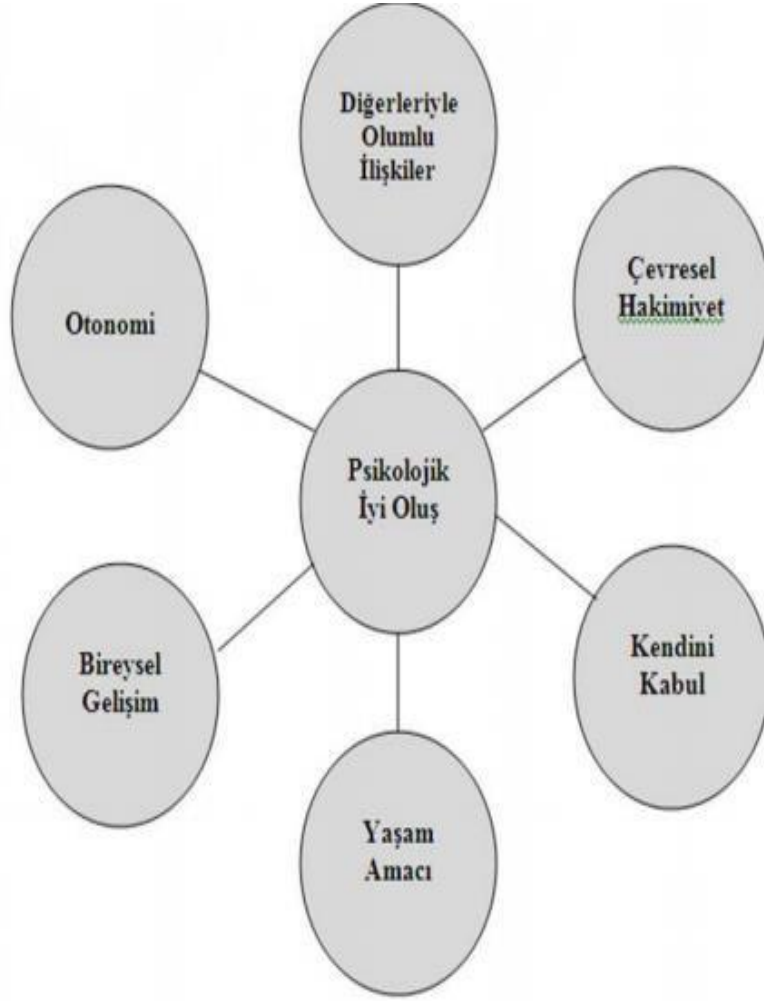 Diğerleriyle
Olumlu
İlişkiler
Çevresel
Hakimiyet
Otonomi
Psikolojik
İyi Oluş
Kendini
Kabul
Bireysel
Gelişim
Yaşam
Amacı